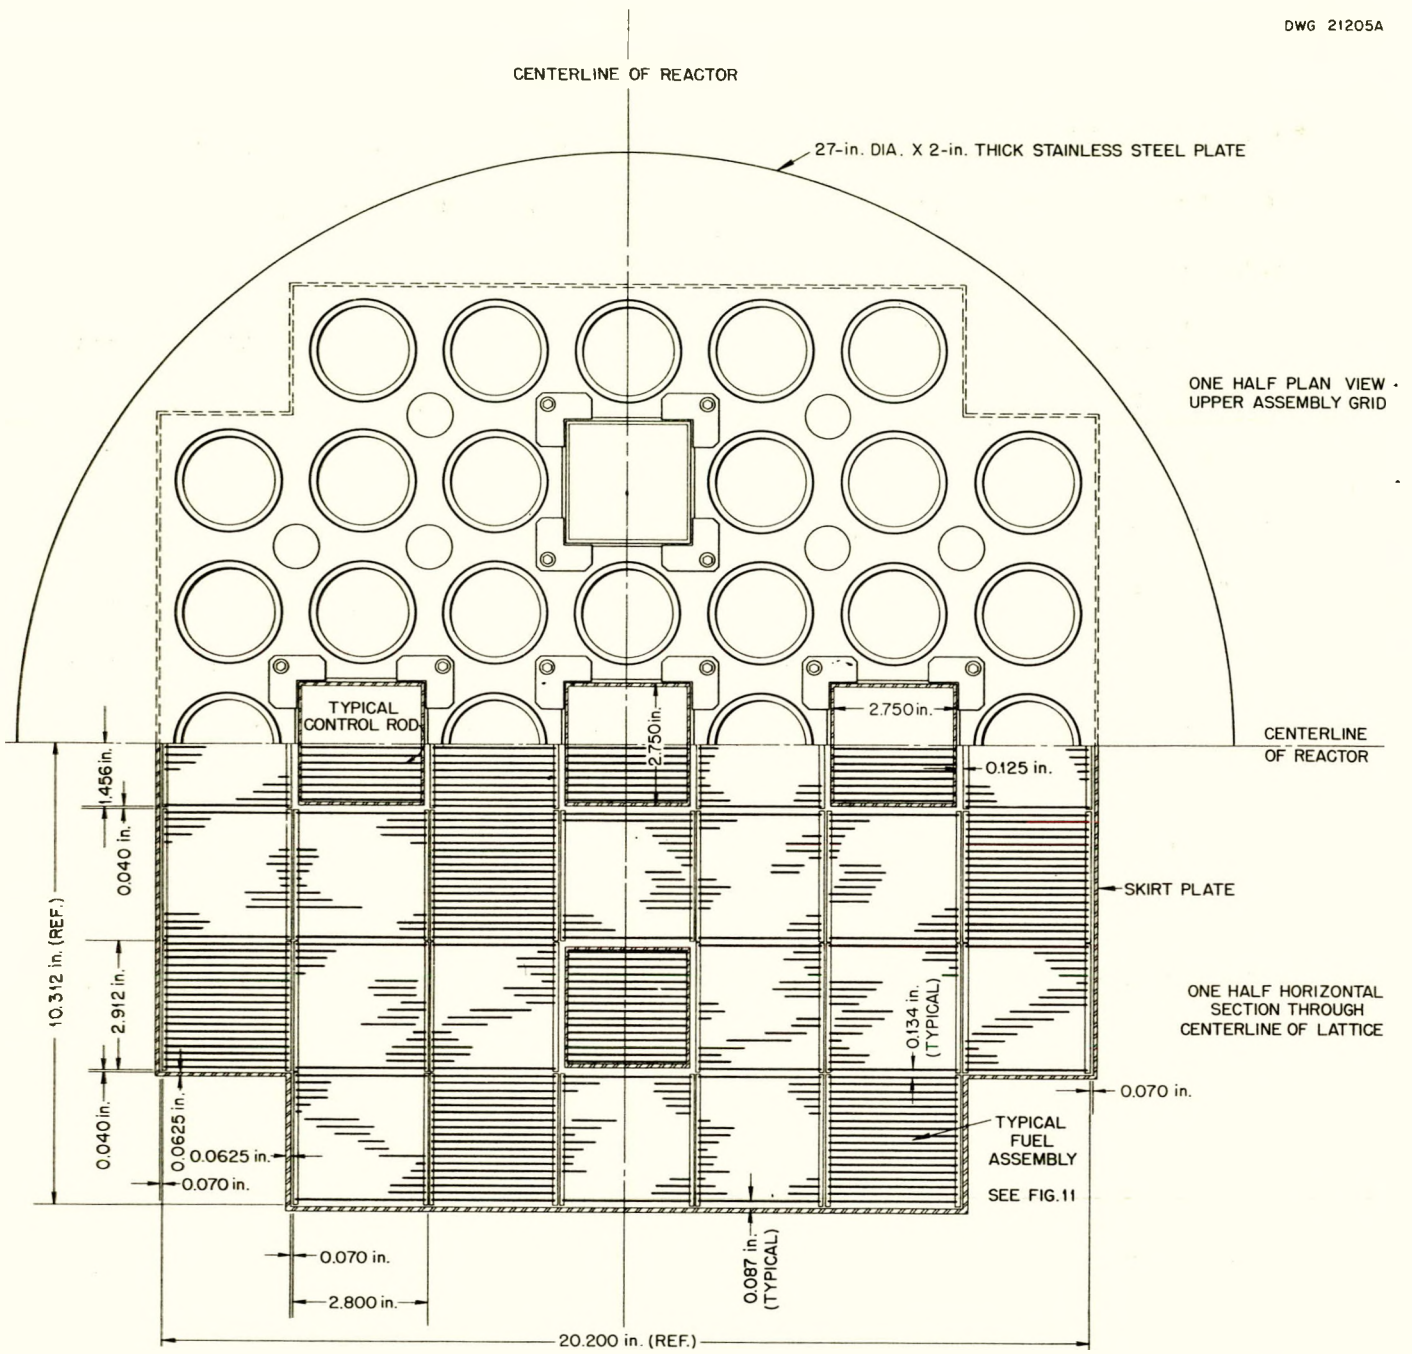 DWG 21205A
CENTERLINE OF REACTOR
27-in. DIA. X 2-in. THICK STAINLESS STEEL PLATE
ONE HALF PLAN VIEW
UPPER ASSEMBLY GRID
TYPICAL
CONTROL ROD
2.750 in.
2.750 in.
CENTERLINE
OF REACTOR
1.456 in.
0.125 in.
0.040 in.
SKIRT PLATE
10.312 in. (REF.)
2.912 in.
0.134 in.
(TYPICAL)
ONE HALF HORIZONTAL
SECTION THROUGH
CENTERLINE OF LATTICE
0.040 in.
0.0625 in.
0.0625 in.
0.070 in.
0.070 in.
TYPICAL
FUEL
ASSEMBLY
SEE FIG. 11
0.070 in.
0.087 in.
(TYPICAL)
2.800 in.
20.200 in. (REF.)